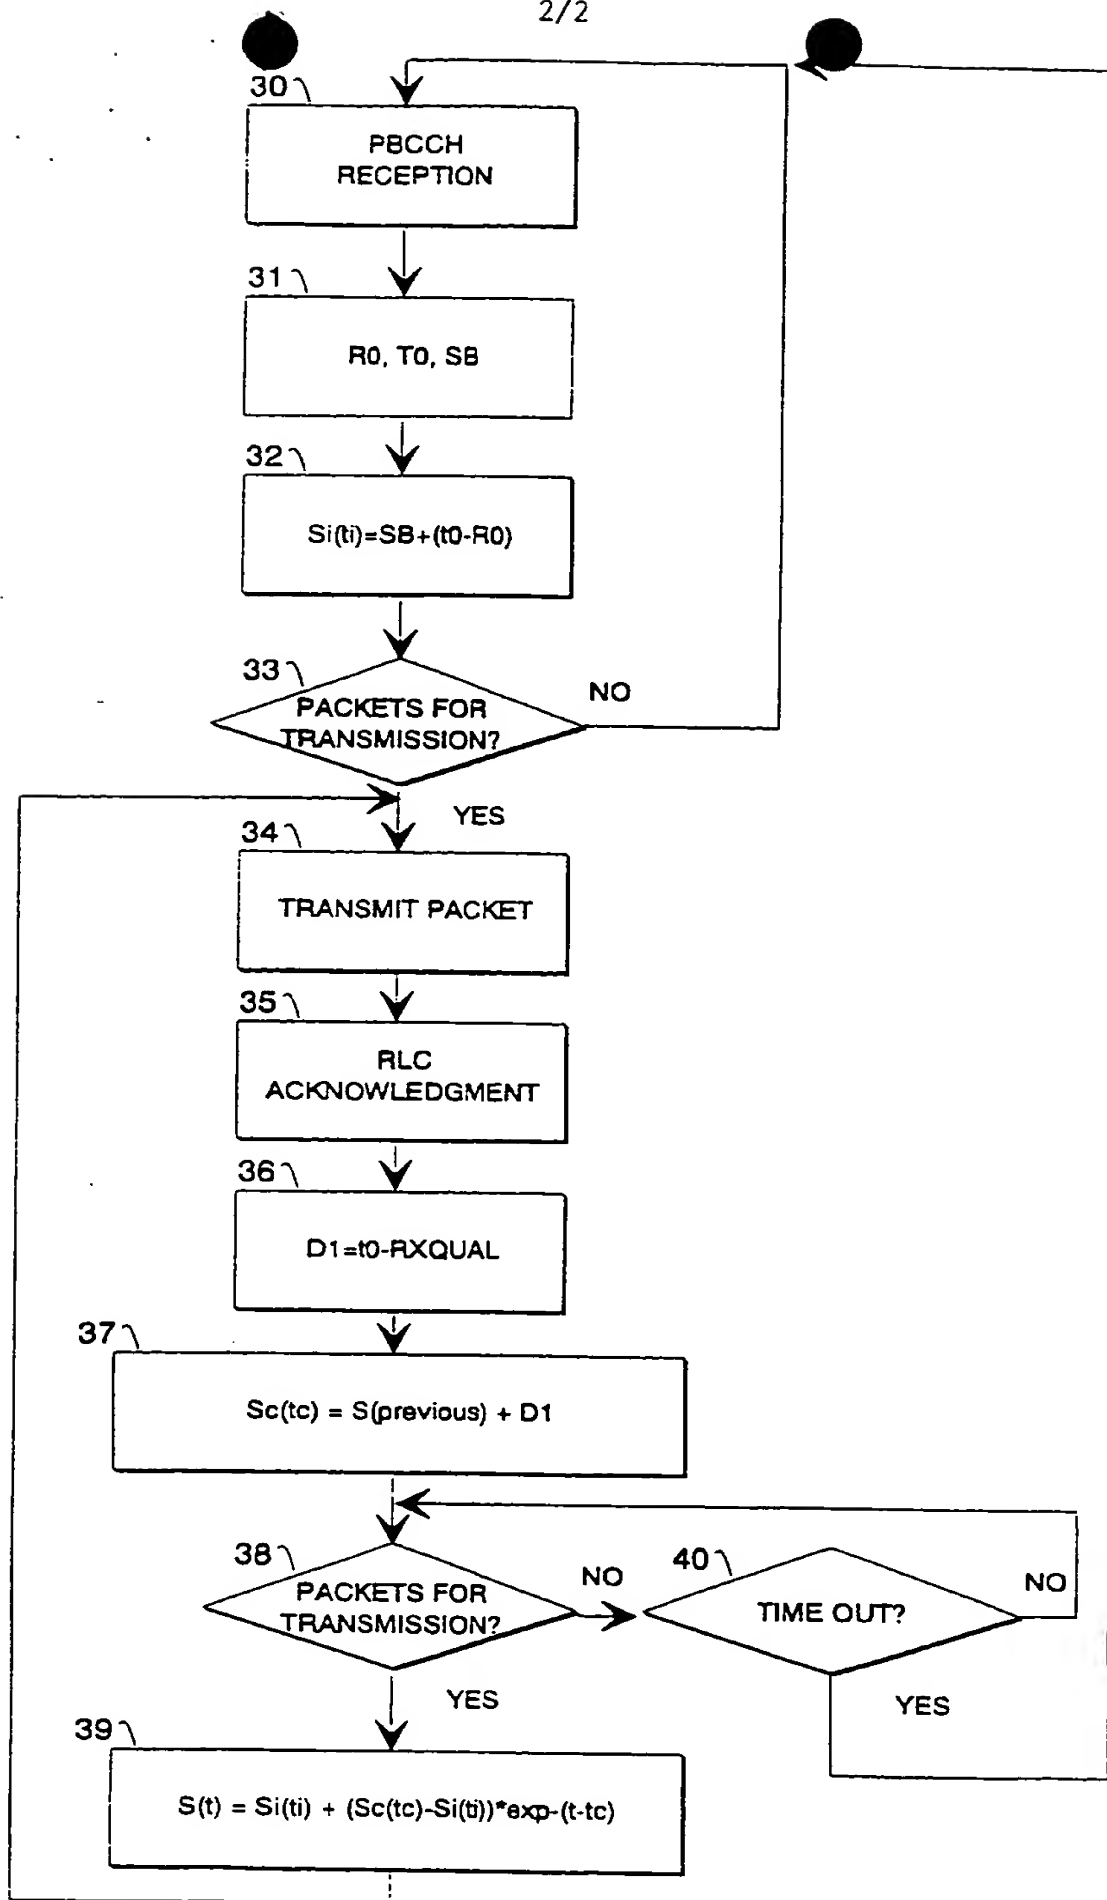 2/2
30
PBCCH
RECEPTION
31
R0, T0, SB
32
Si(ti)=SB+(t0-R0)
33
PACKETS FOR
TRANSMISSION?
NO
YES
34
TRANSMIT PACKET
35
RLC
ACKNOWLEDGMENT
36
D1=t0-RXQUAL
37
Sc(tc) = S(previous) + D1
38
PACKETS FOR
TRANSMISSION?
NO
40
TIME OUT?
NO
YES
YES
39
S(t) = Si(ti) + (Sc(tc)-Si(ti))*exp-(t-tc)